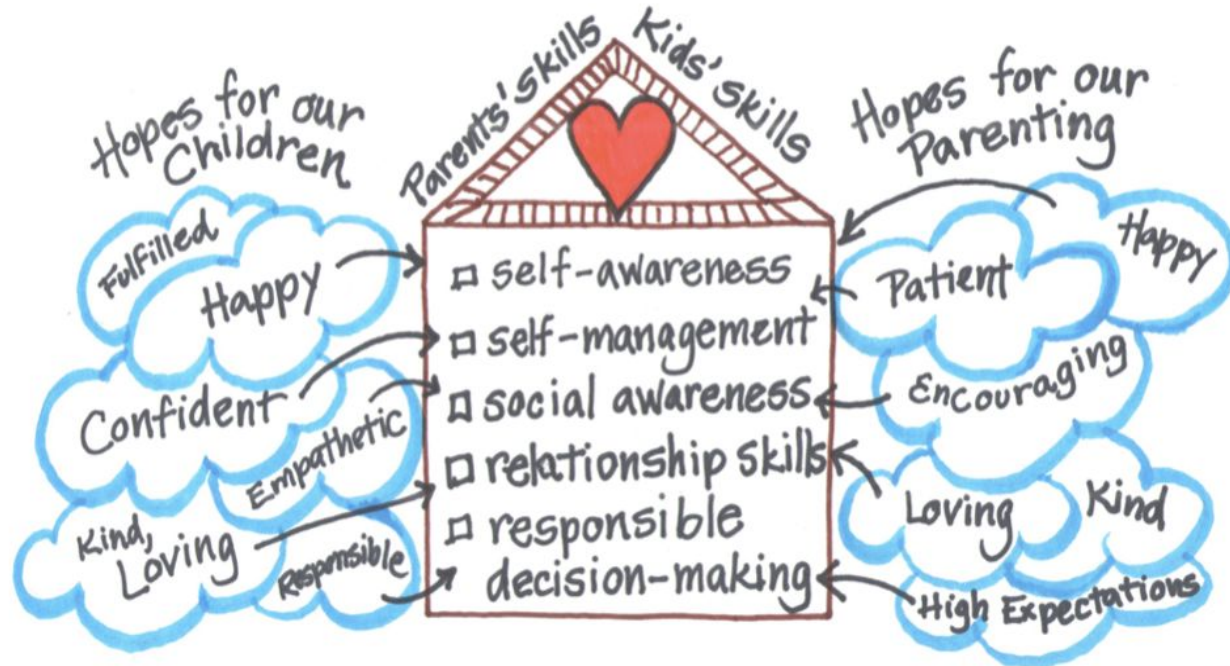 Hopes for our
Children
Fulfilled
Happy
Confident
Empathetic
Kind,
Loving
Responsible
Parents' skills
Kids' skills
self-awareness
self-management
social awareness
relationship skills
responsible
decision-making
Hopes for our
Parenting
Happy
Patient
Encouraging
Loving
Kind
High Expectations